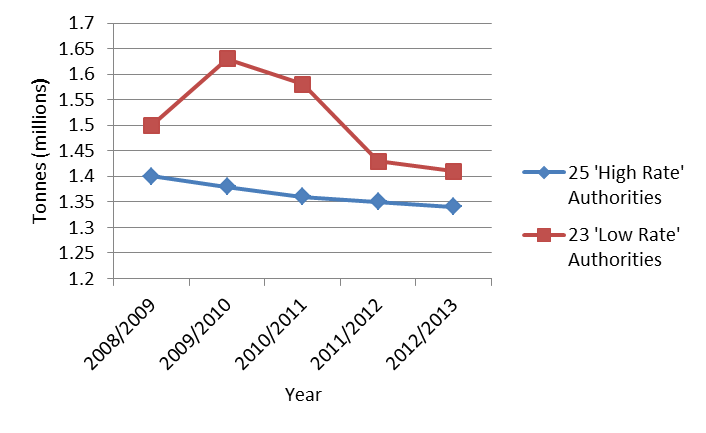 1.7
1.65
1.6
1.55
1.5
1.45
1.4
1.35
1.3
1.25
1.2
Tonnes (millions)
2008/2009
2009/2010
2010/2011
2011/2012
2012/2013
Year
25 'High Rate'
Authorities
23 'Low Rate'
Authorities